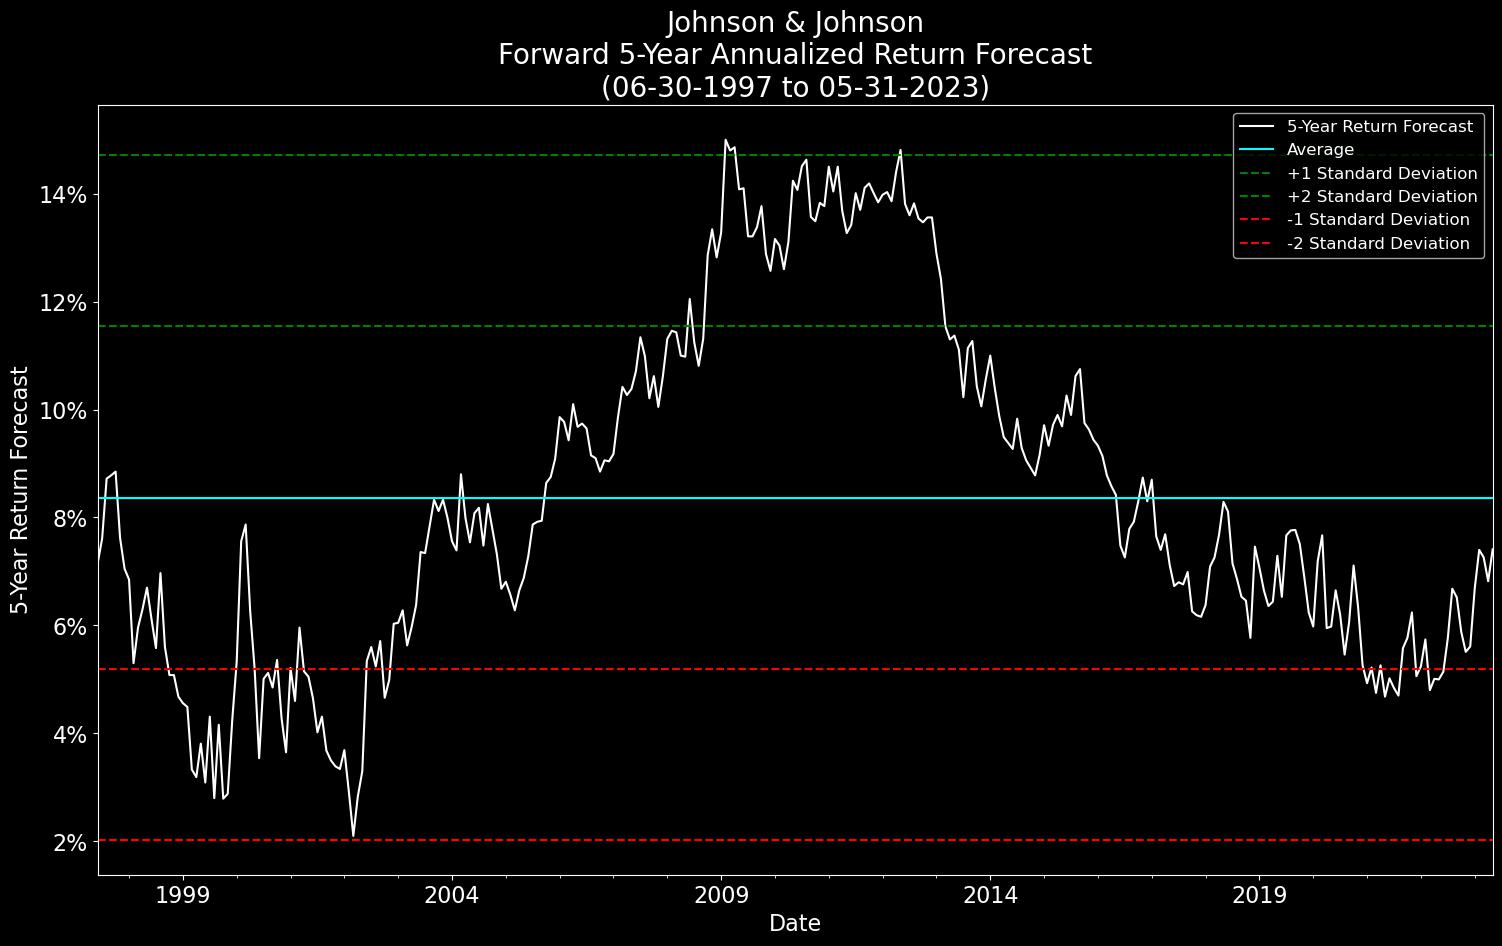 Johnson & Johnson
Forward 5-Year Annualized Return Forecast
(06-30-1997 to 05-31-2023)
5-Year Return Forecast
Average
+1 Standard Deviation
+2 Standard Deviation
-1 Standard Deviation
-2 Standard Deviation
14%
12%
10%
8%
6%
4%
2%
5-Year Return Forecast
1999
2004
2009
2014
2019
Date